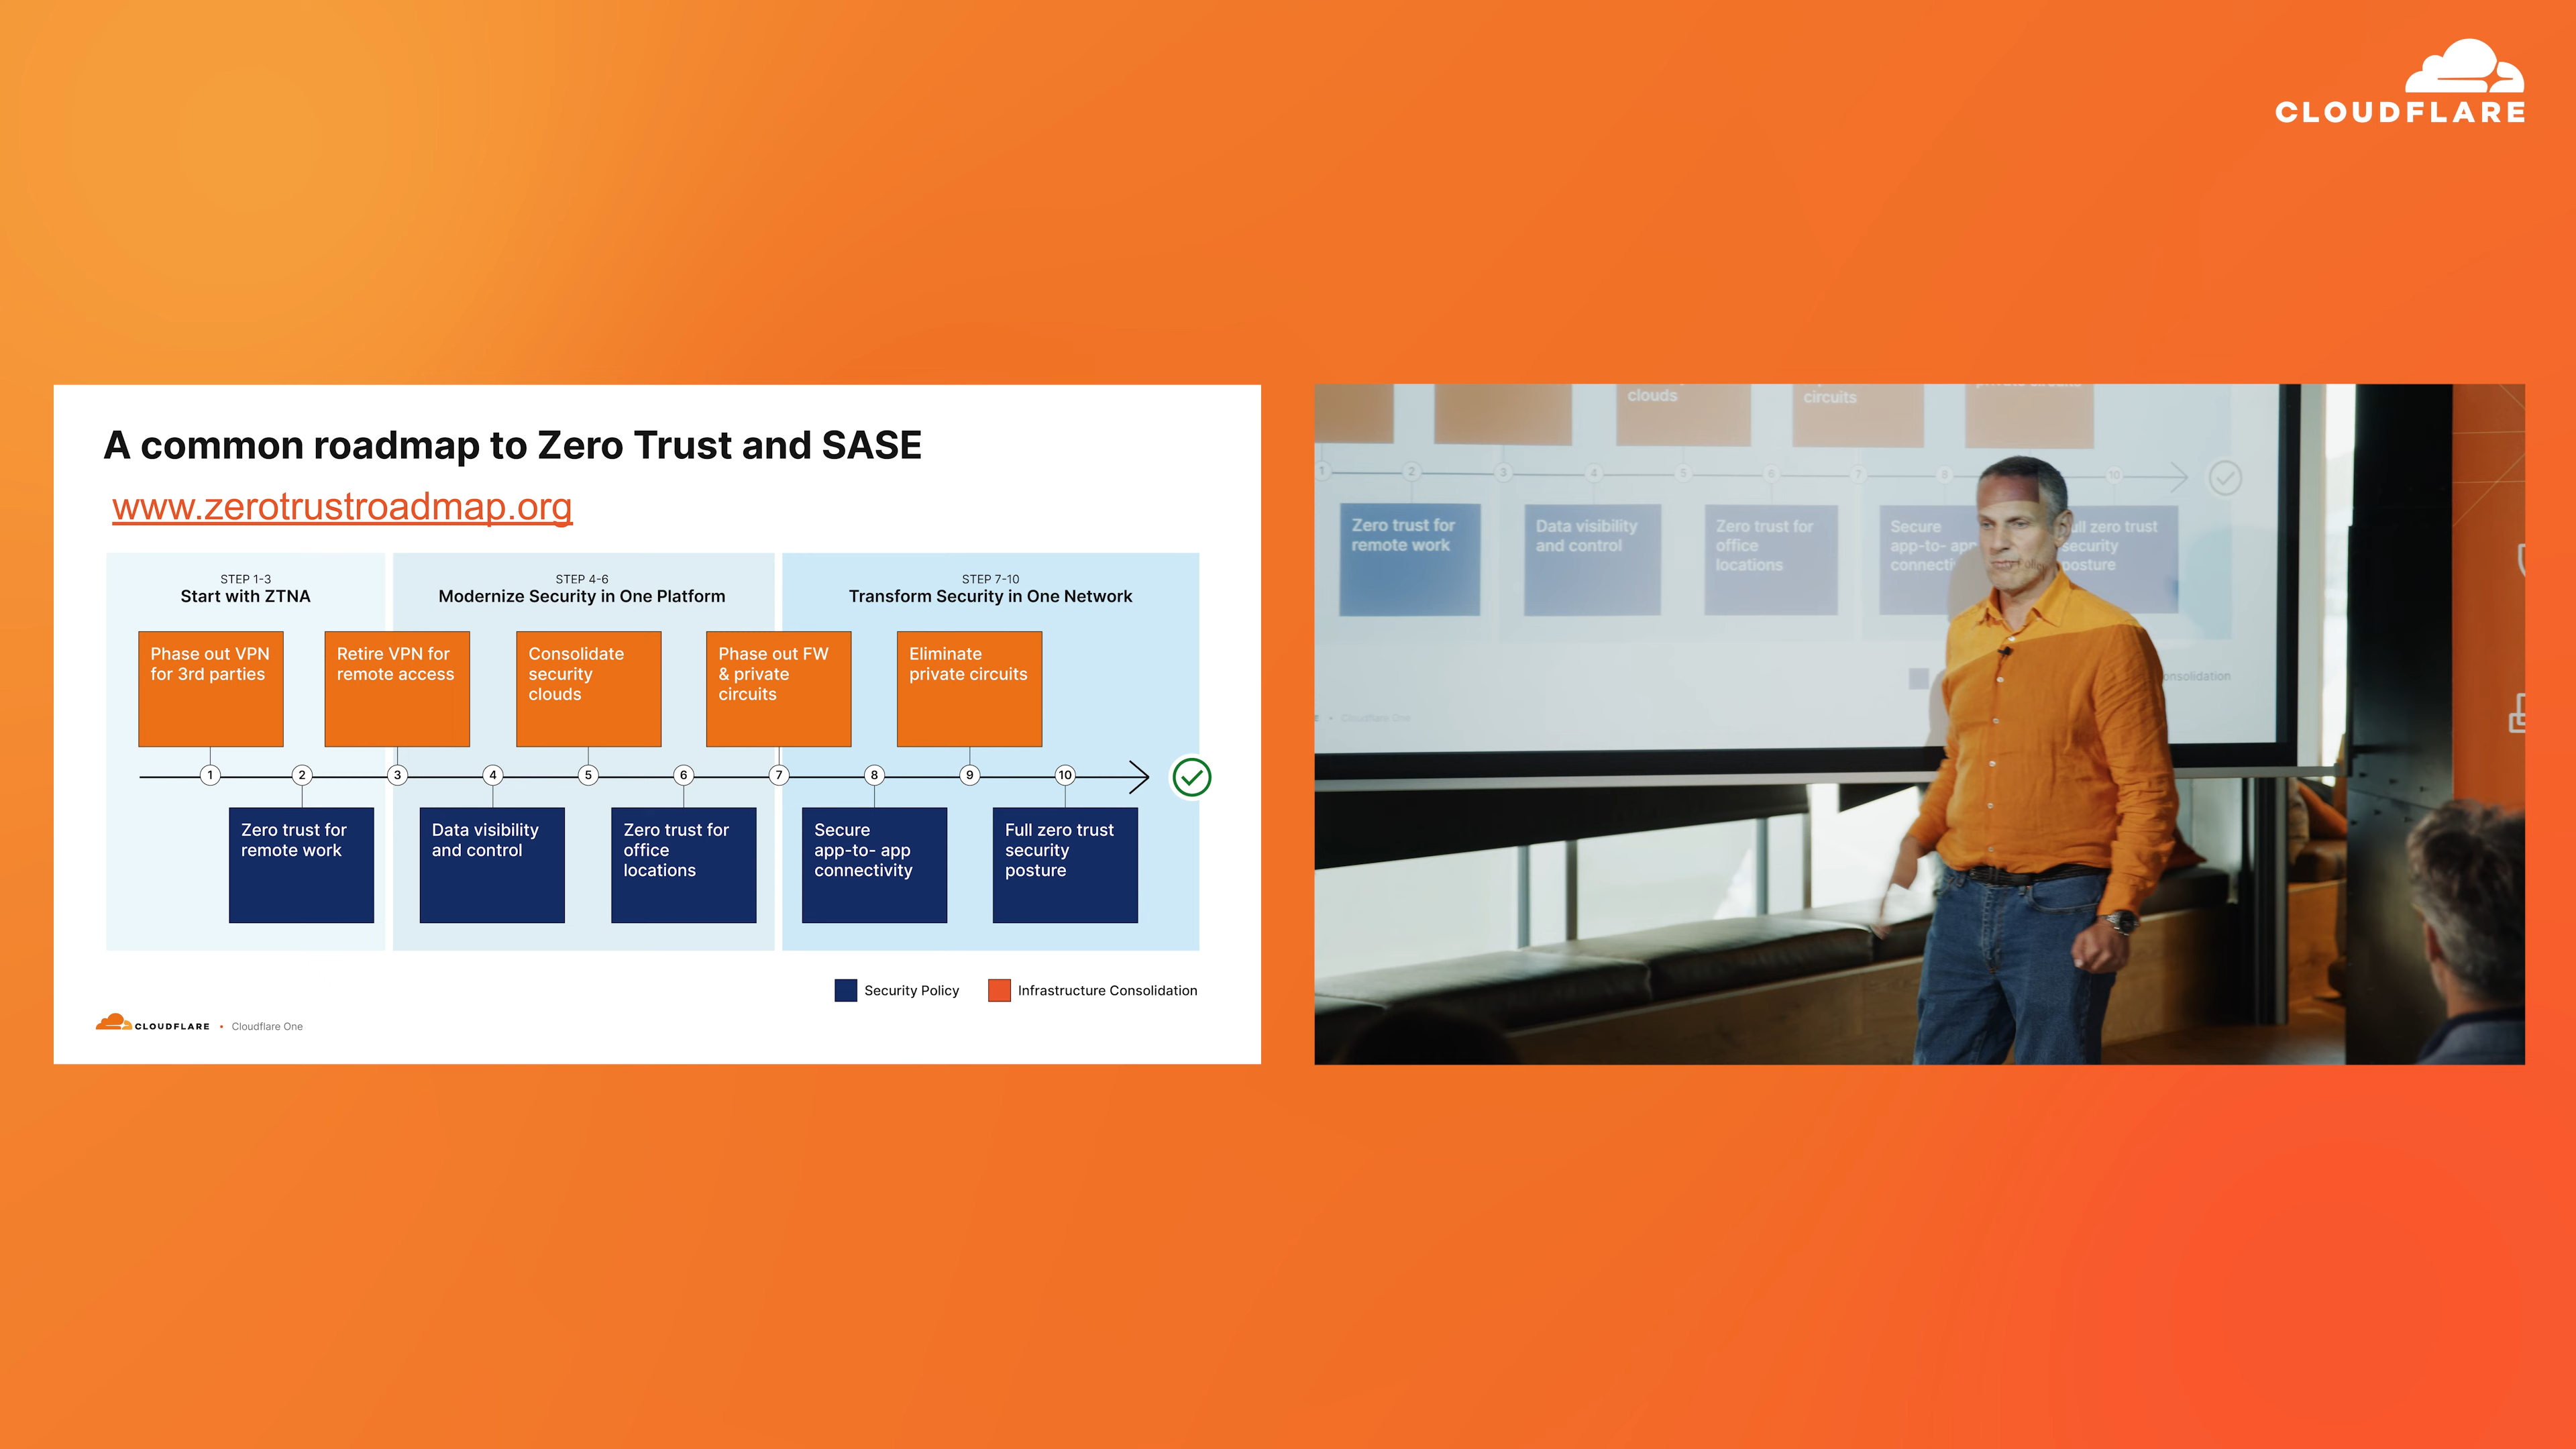 CLOUDFLARE
A common roadmap to Zero Trust and SASE
www.zerotrustroadmap.org
STEP 1-3
Start with ZTNA
STEP 4-6
Modernize Security in One Platform
STEP 7-10
Transform Security in One Network
Phase out VPN
for 3rd parties
Retire VPN for
remote access
Consolidate
security
clouds
Phase out FW
& private
circuits
Eliminate
private circuits
1 2 3 4 5 6 7 8 9 10
Zero trust for
remote work
Data visibility
and control
Zero trust for
office
locations
Secure
app-to- app
connectivity
Full zero trust
security
posture
Security Policy
Infrastructure Consolidation
CLOUDFLARE • Cloudflare One
clouds
circuits
1 2 3 4 5 6 7 8 10
Zero trust for
remote work
Data visibility
and control
Zero trust for
office
locations
Secure
app-to- app
connecti
ull zero trust
security
posture
onsolidation
E • Cloudflare One